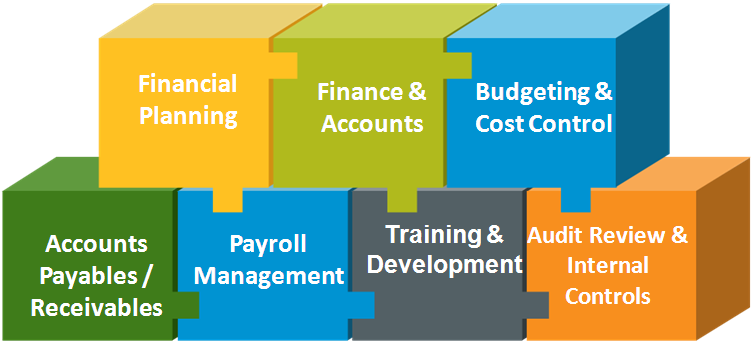 Financial
Planning
Finance &
Accounts
Budgeting &
Cost Control
Accounts
Payables /
Receivables
Payroll
Management
Training &
Development
Audit Review &
Internal
Controls